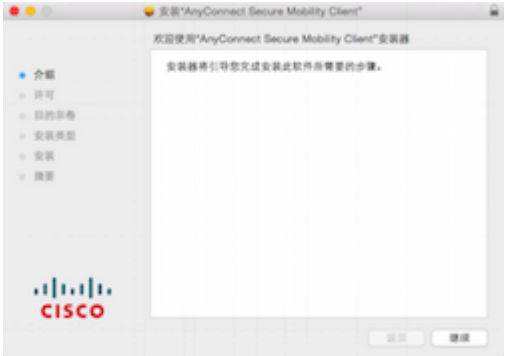 安装"AnyConnect Secure Mobility Client"
欢迎使用"AnyConnect Secure Mobility Client"安装器
安装器将引导您完成安装此软件所需要的步骤。
介绍
许可
目的宗卷
安装类型
安装
摘要
CISCO
返回
继续